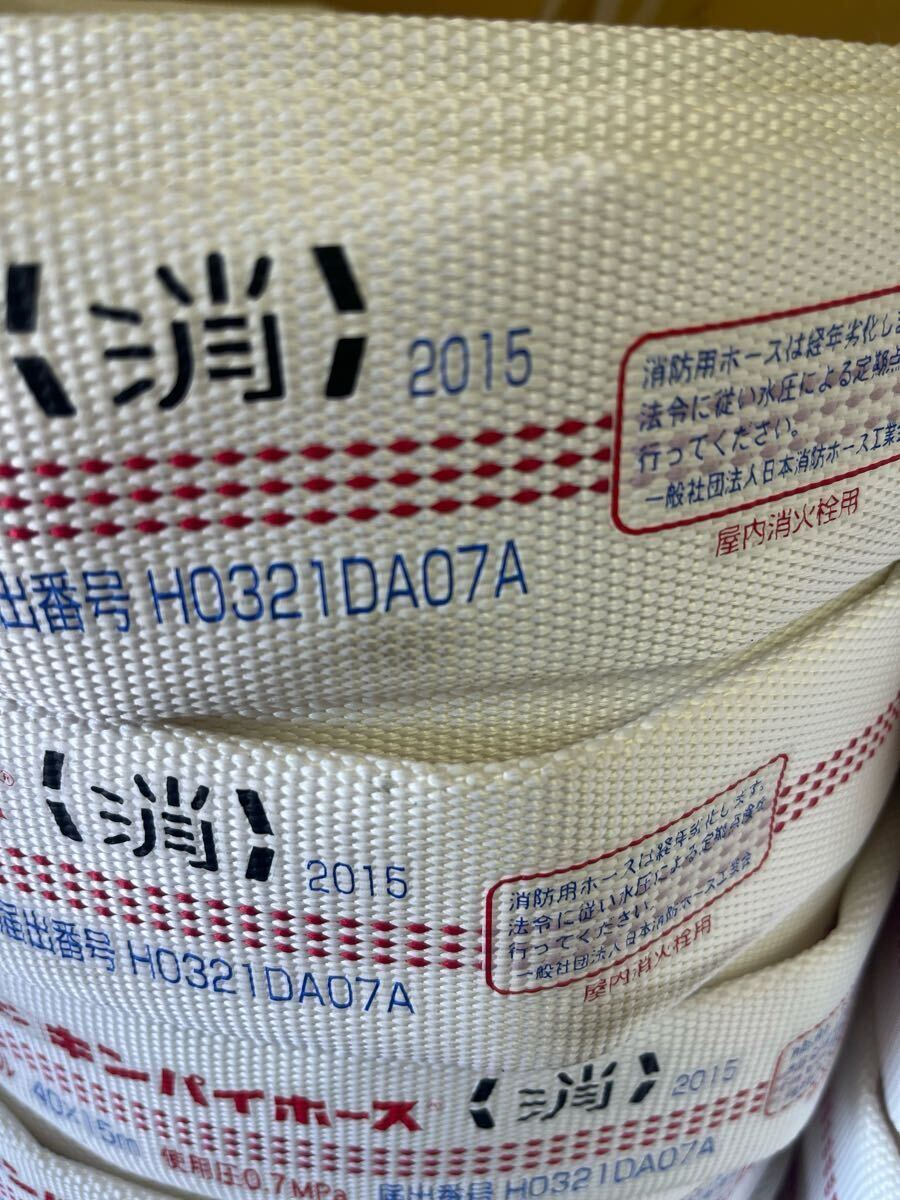 【消】 2015
消防用ホースは経年劣化しま
法令に従い水圧による定期点
行ってください。
一般社団法人日本消防ホース工業会
屋内消火栓用
出番号 H0321DA07A
【消】 2015
消防用ホースは経年劣化します。
法令に従い水圧による定期点検を
行ってください。
一般社団法人日本消防ホース工業会
屋内消火栓用
届出番号 H0321DA07A
キンパイホース 【消】 2015
40×15m 使用圧0.7MPa 届出番号 H0321DA07A